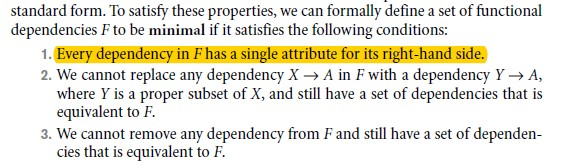 standard form. To satisfy these properties, we can formally define a set of functional
dependencies F to be minimal if it satisfies the following conditions:
1. Every dependency in F has a single attribute for its right-hand side.
2. We cannot replace any dependency X → A in F with a dependency Y → A,
where Y is a proper subset of X, and still have a set of dependencies that is
equivalent to F.
3. We cannot remove any dependency from F and still have a set of dependen-
cies that is equivalent to F.